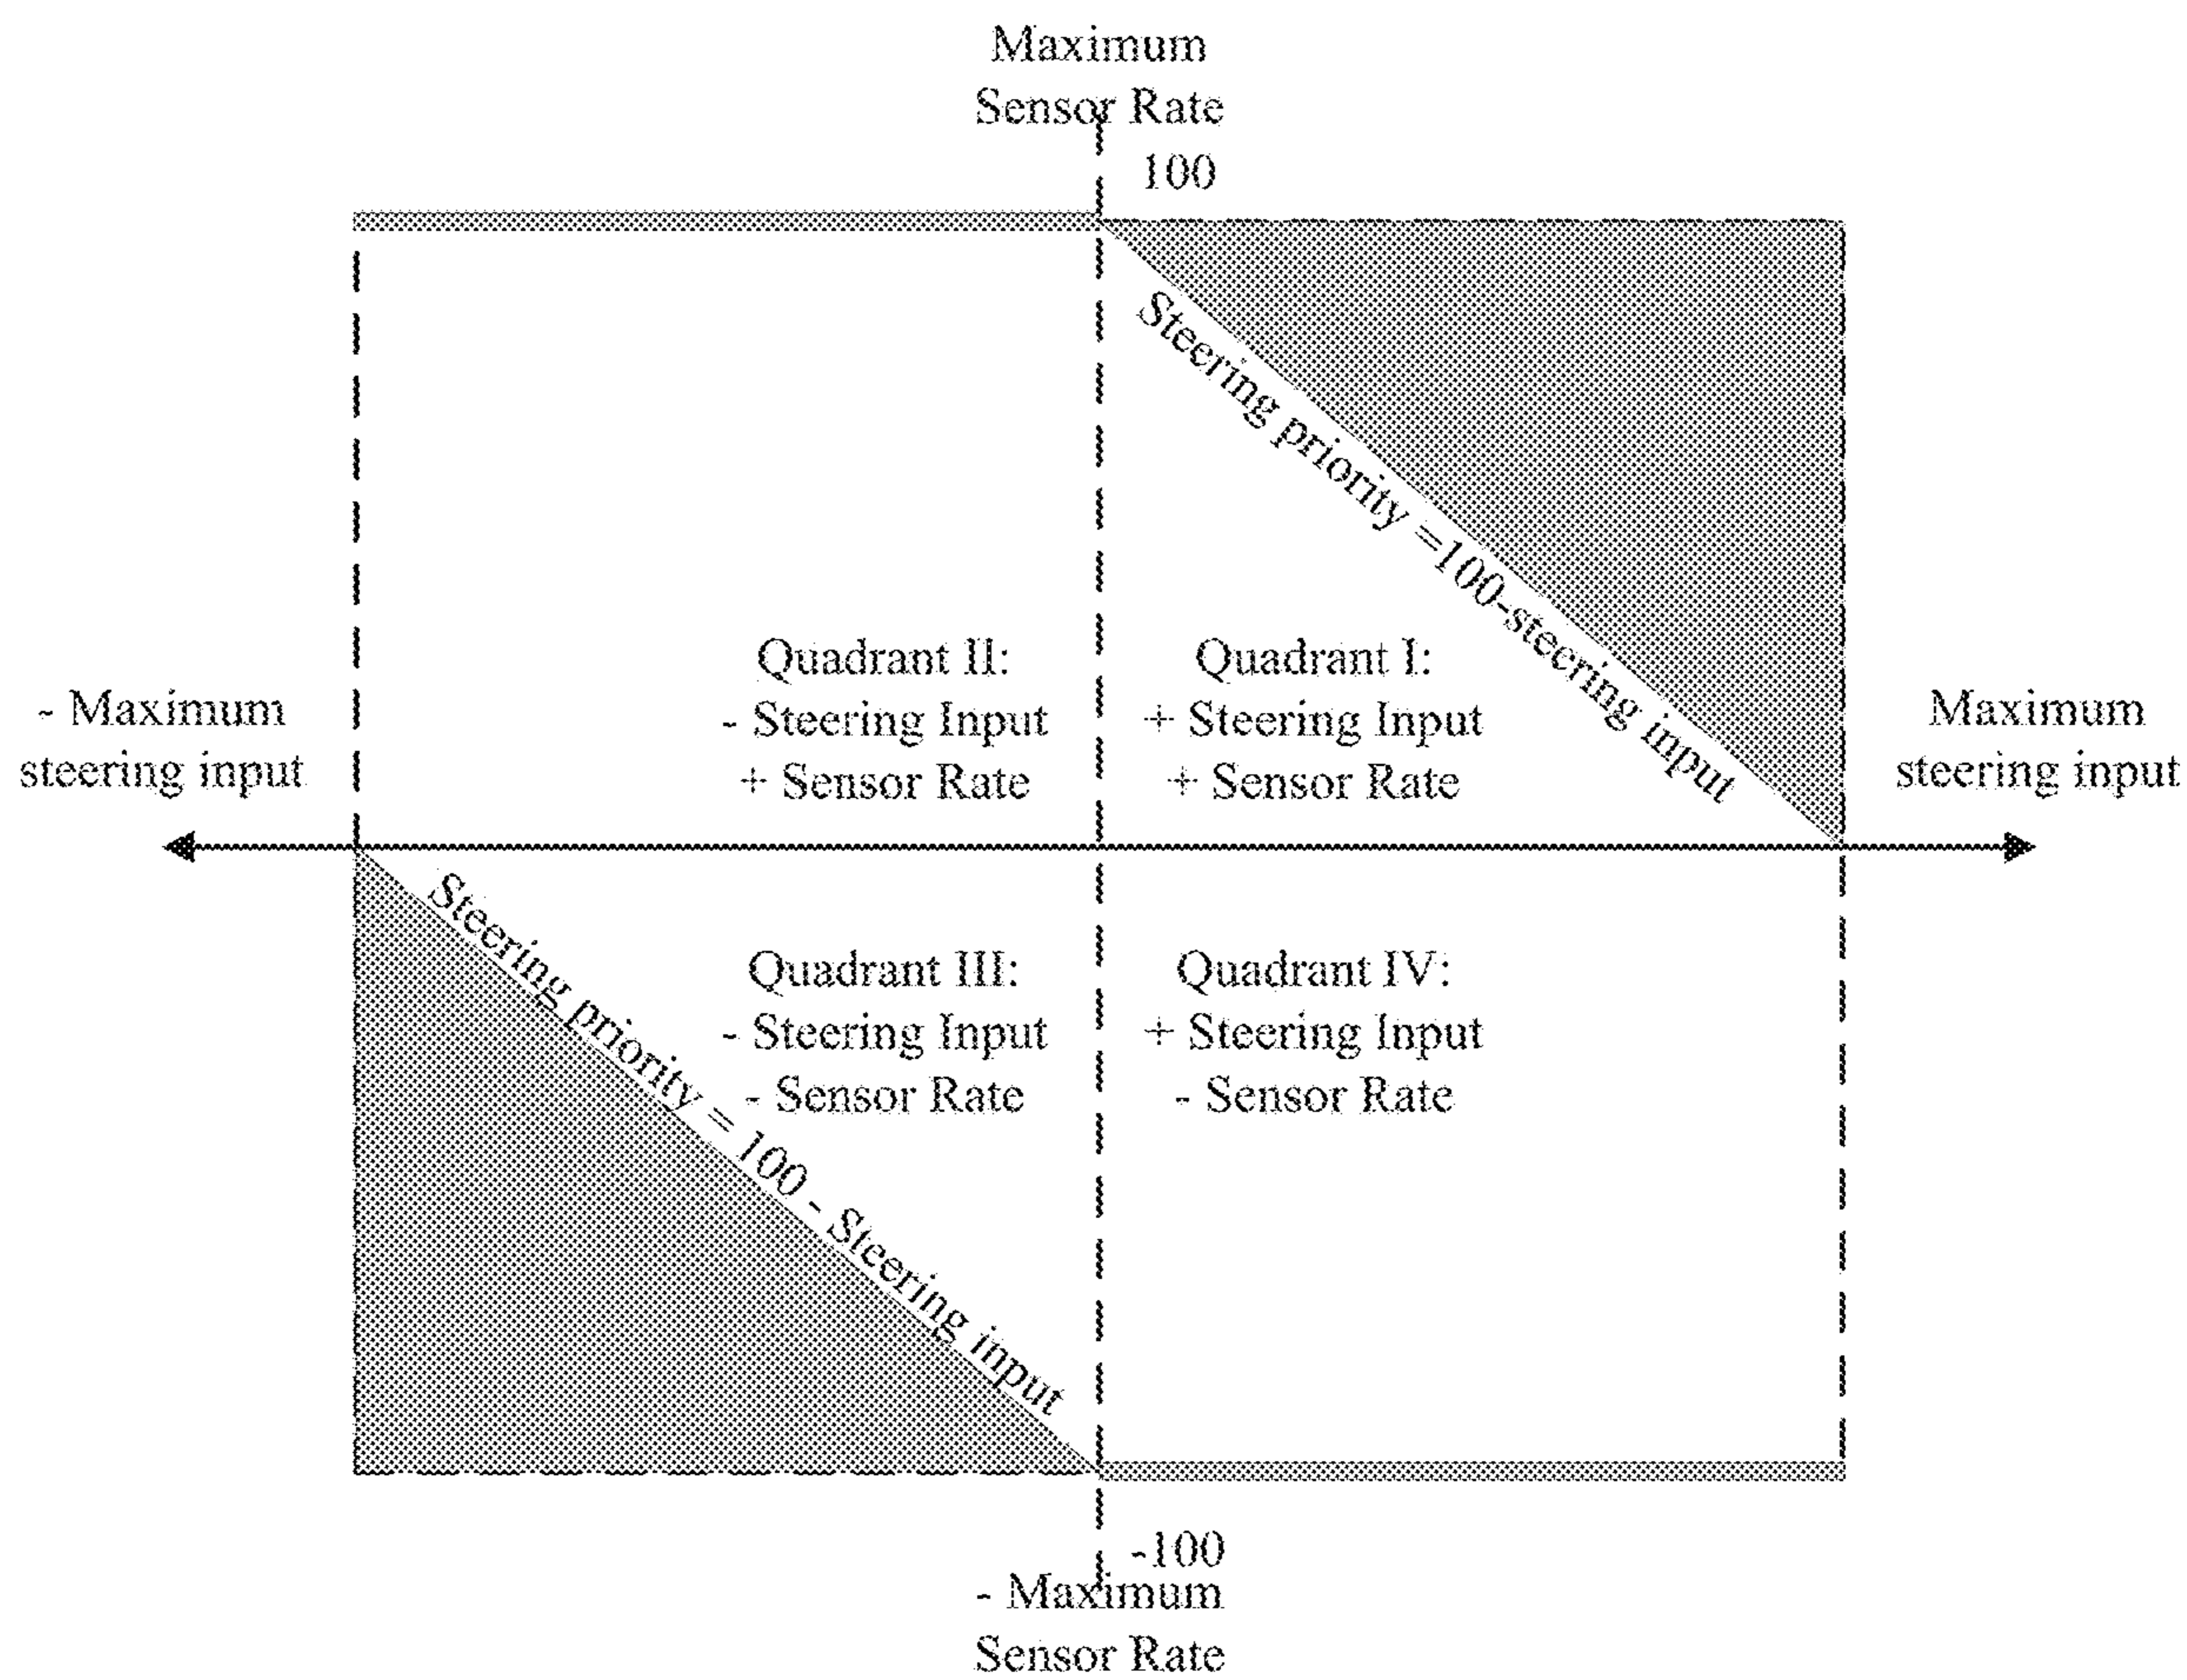 Maximum
Sensor Rate
100
Steering priority =100-steering input
Quadrant II:
- Steering Input
+ Sensor Rate
Quadrant I:
+ Steering Input
+ Sensor Rate
- Maximum
steering input
Maximum
steering input
Steering priority = 100 - Steering input
Quadrant III:
- Steering Input
- Sensor Rate
Quadrant IV:
+ Steering Input
- Sensor Rate
-100
- Maximum
Sensor Rate